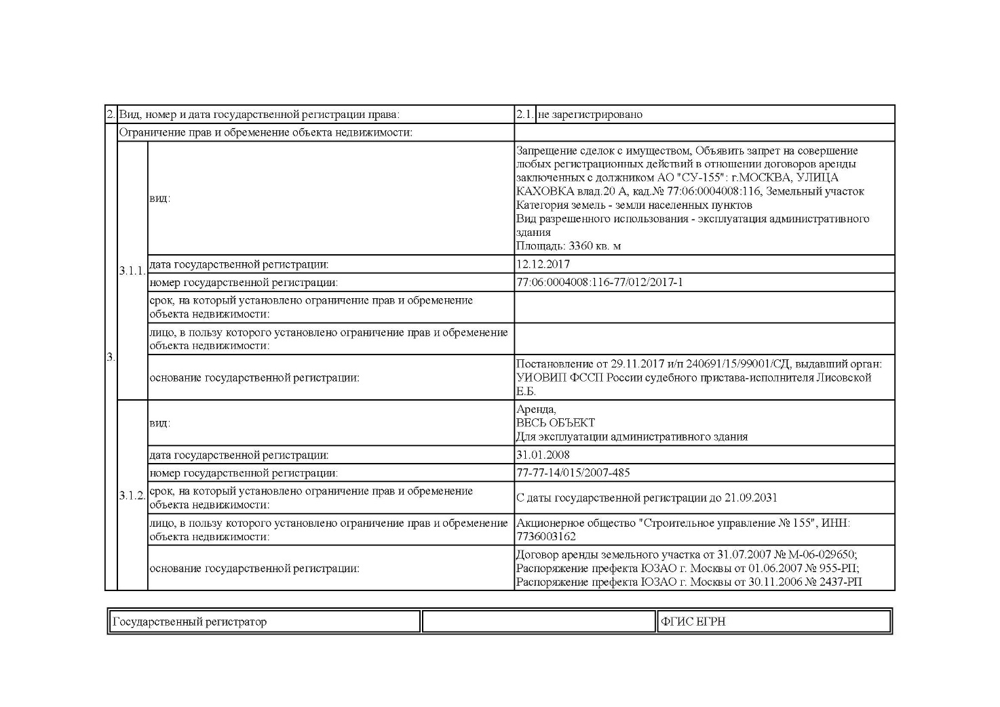 2. Вид, номер и дата государственной регистрации права: 2.1. не зарегистрировано
3.
Ограничение прав и обременение объекта недвижимости:
3.1.1.
вид:
Запрещение сделок с имуществом, Объявить запрет на совершение
любых регистрационных действий в отношении договоров аренды
заключенных с должником АО "СУ-155": г.МОСКВА, УЛИЦА
КАХОВКА влад.20 А, кад.№ 77:06:0004008:116, Земельный участок
Категория земель - земли населенных пунктов
Вид разрешенного использования - эксплуатация административного
здания
Площадь: 3360 кв. м
дата государственной регистрации: 12.12.2017
номер государственной регистрации: 77:06:0004008:116-77/012/2017-1
срок, на который установлено ограничение прав и обременение
объекта недвижимости:
лицо, в пользу которого установлено ограничение прав и обременение
объекта недвижимости:
основание государственной регистрации:
Постановление от 29.11.2017 и/п 240691/15/99001/СД, выдавший орган:
УИОВИП ФССП России судебного пристава-исполнителя Лисовской
Е.Б.
3.1.2.
вид:
Аренда,
ВЕСЬ ОБЪЕКТ
Для эксплуатации административного здания
дата государственной регистрации: 31.01.2008
номер государственной регистрации: 77-77-14/015/2007-485
срок, на который установлено ограничение прав и обременение
объекта недвижимости:
С даты государственной регистрации до 21.09.2031
лицо, в пользу которого установлено ограничение прав и обременение
объекта недвижимости:
Акционерное общество "Строительное управление № 155", ИНН:
7736003162
основание государственной регистрации:
Договор аренды земельного участка от 31.07.2007 № М-06-029650;
Распоряжение префекта ЮЗАО г. Москвы от 01.06.2007 № 955-РП;
Распоряжение префекта ЮЗАО г. Москвы от 30.11.2006 № 2437-РП
Государственный регистратор ФГИС ЕГРН